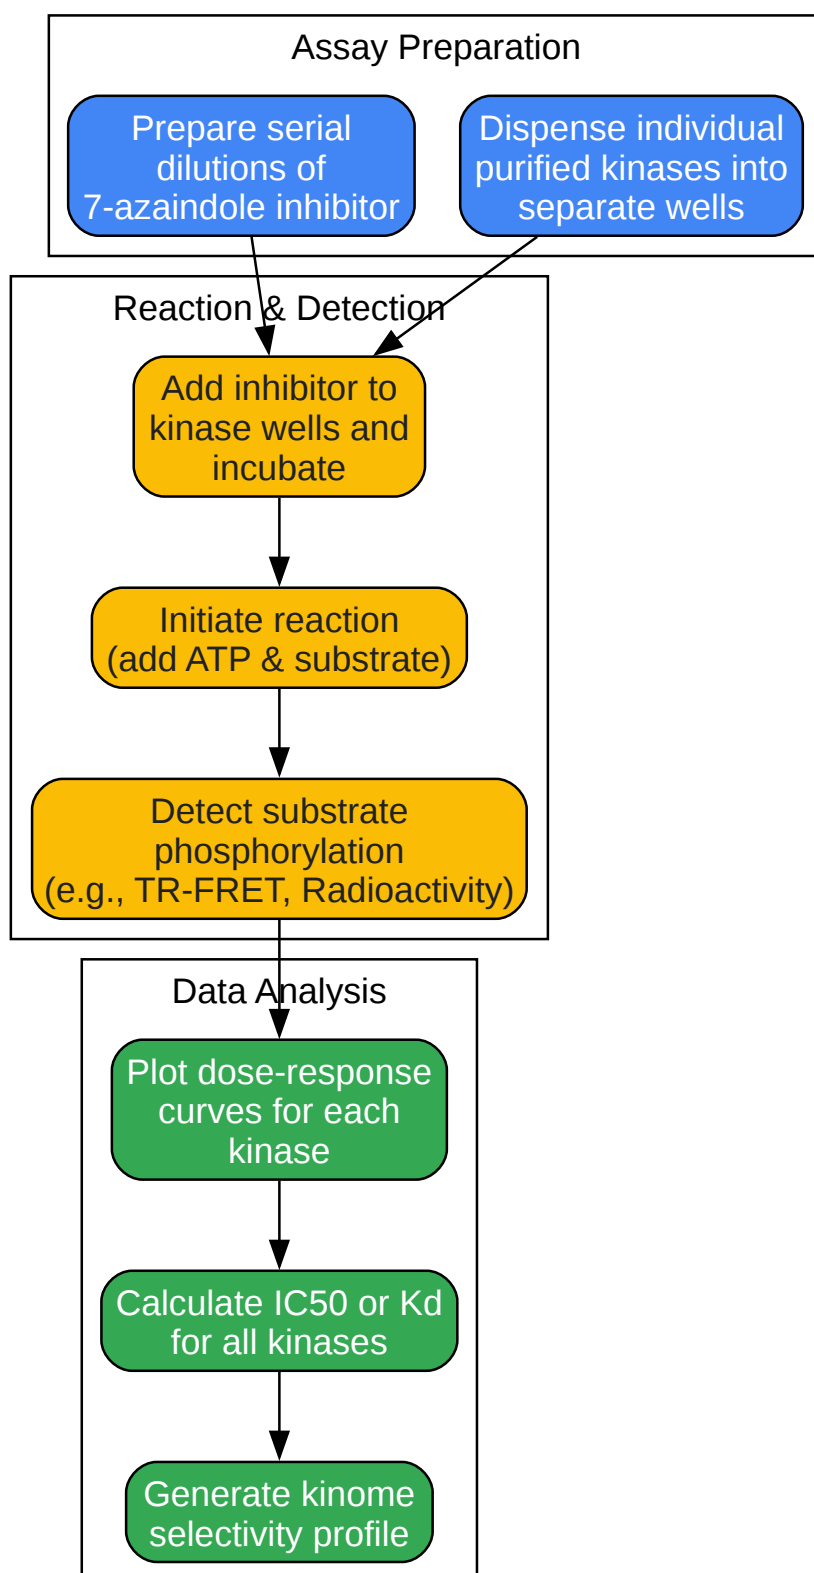 Assay Preparation
Prepare serial
dilutions of
7-azaindole inhibitor
Dispense individual
purified kinases into
separate wells
Reaction & Detection
Add inhibitor to
kinase wells and
incubate
Initiate reaction
(add ATP & substrate)
Detect substrate
phosphorylation
(e.g., TR-FRET, Radioactivity)
Data Analysis
Plot dose-response
curves for each
kinase
Calculate IC50 or Kd
for all kinases
Generate kinome
selectivity profile